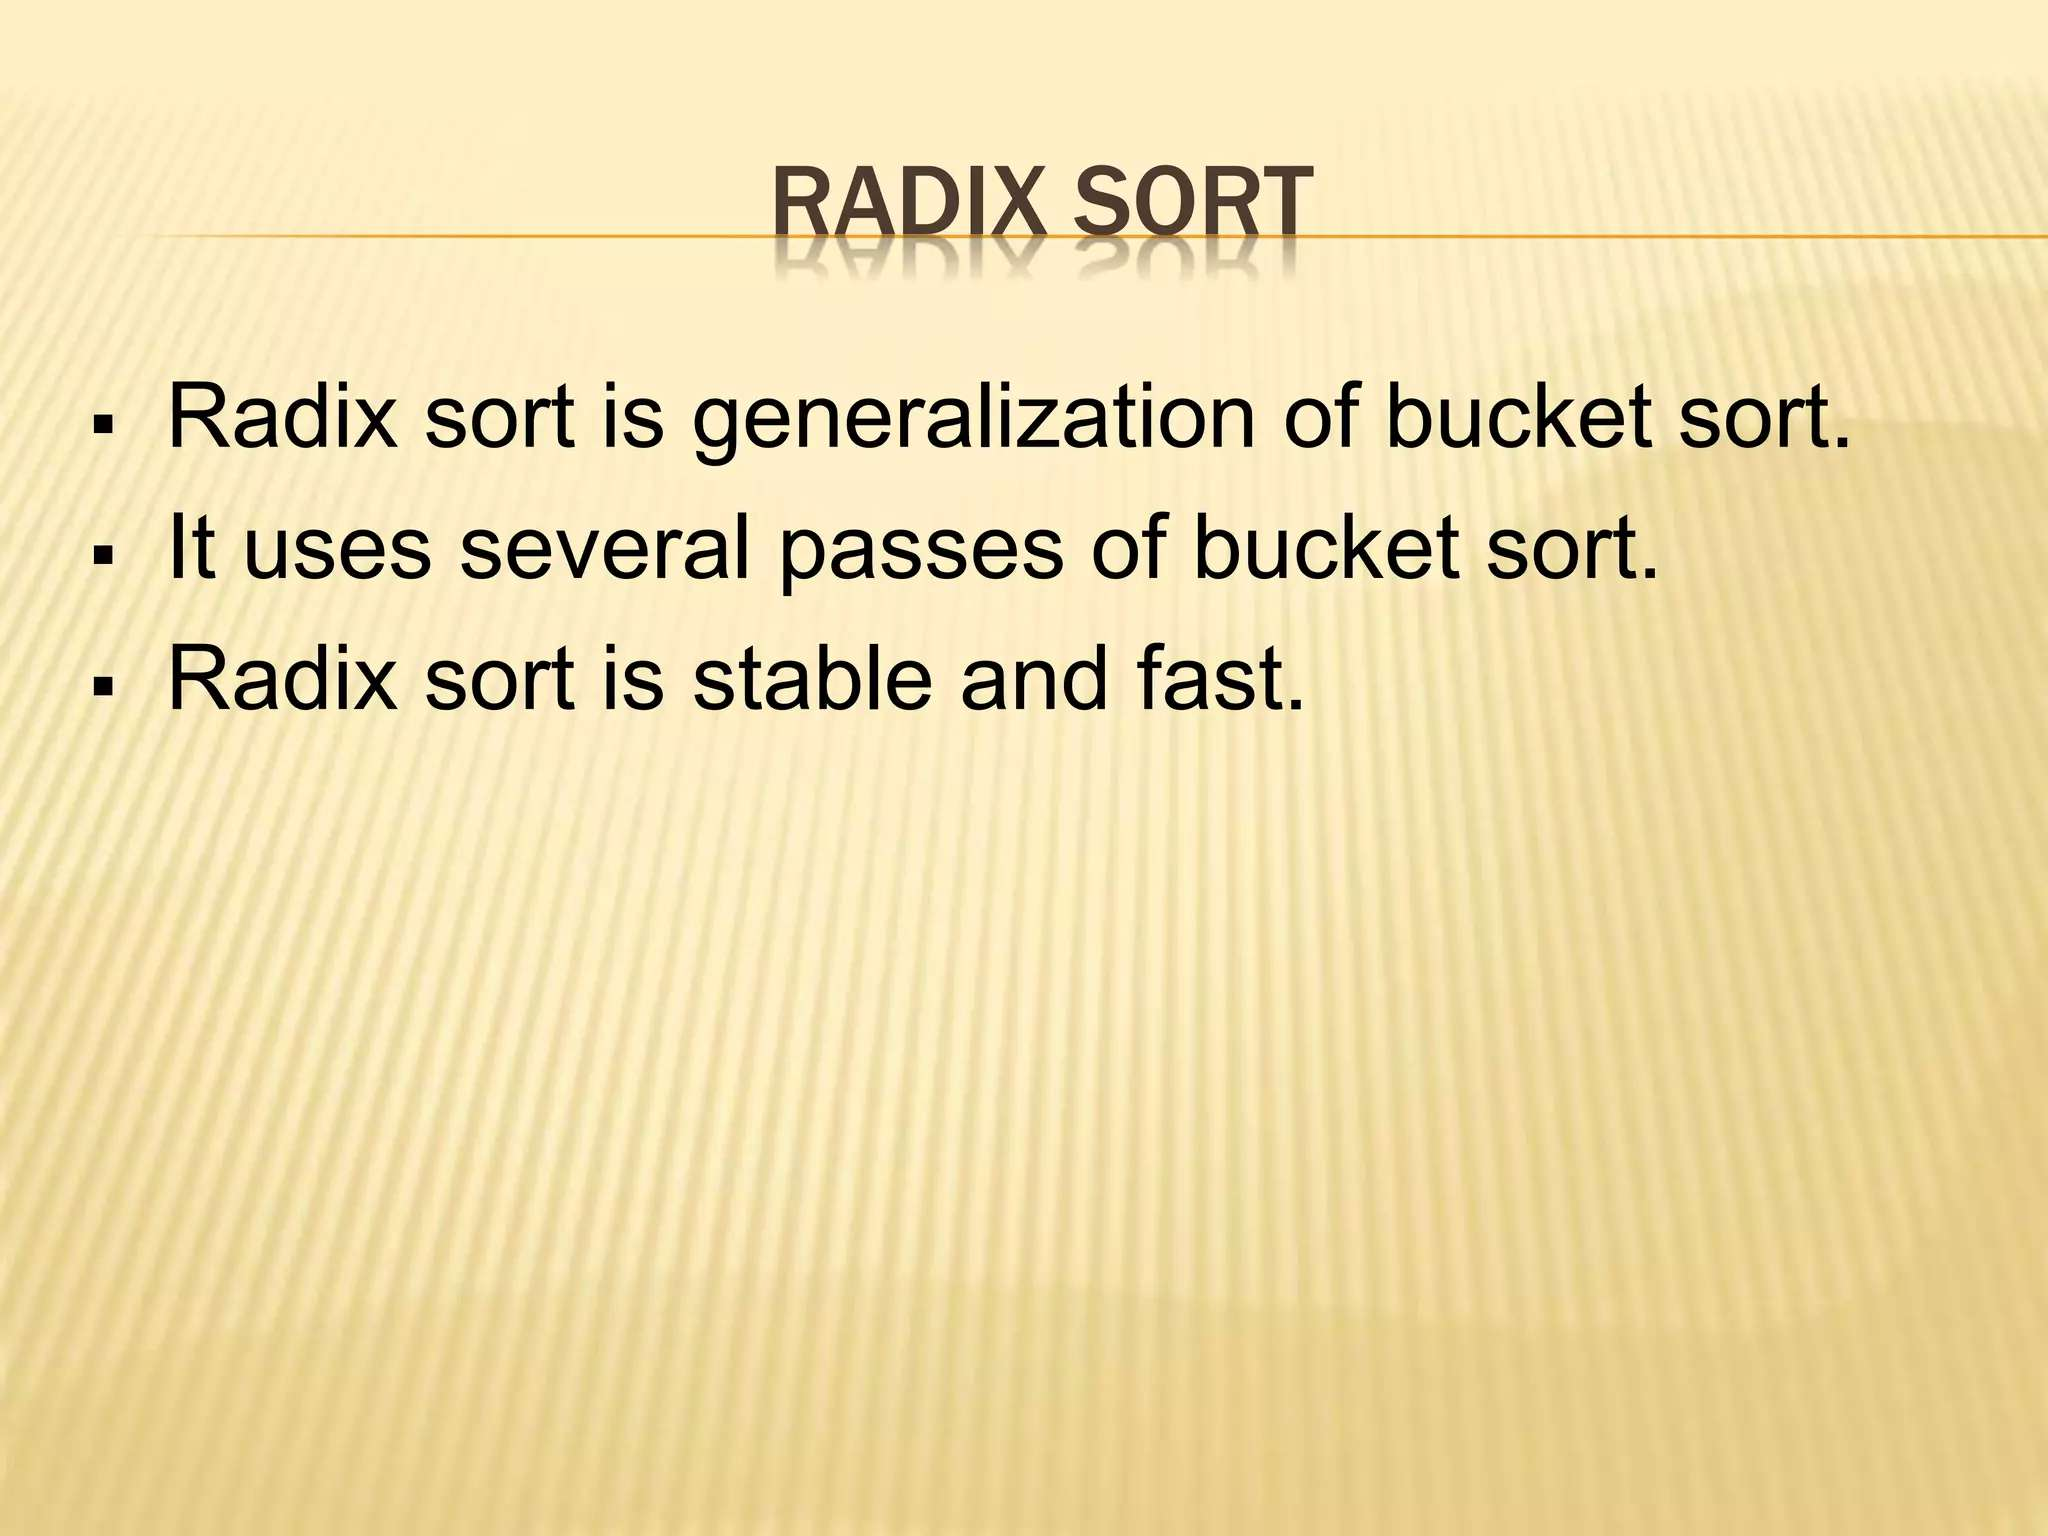 RADIX SORT
▪ Radix sort is generalization of bucket sort.
▪ It uses several passes of bucket sort.
▪ Radix sort is stable and fast.